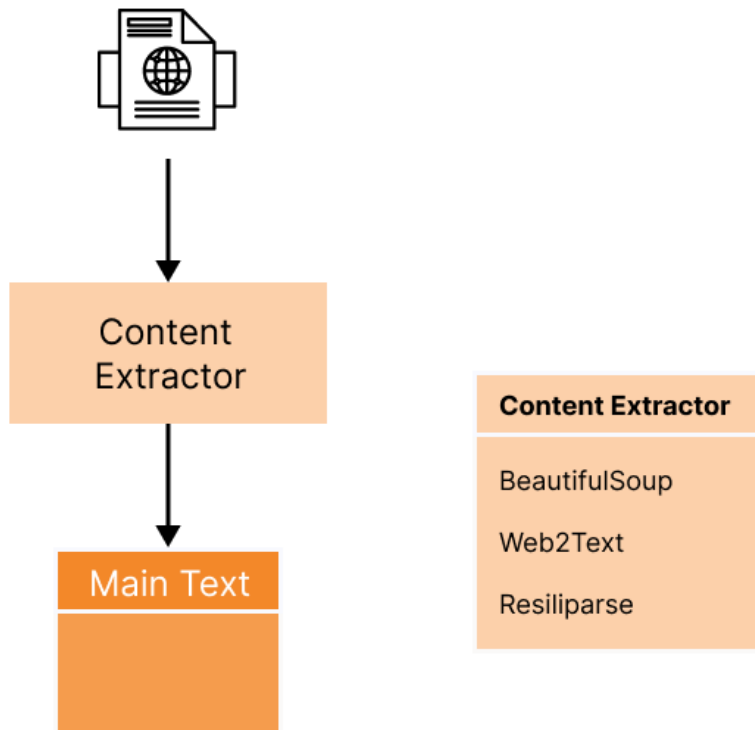 Content
Extractor
Main Text
Content Extractor
BeautifulSoup
Web2Text
Resiliparse